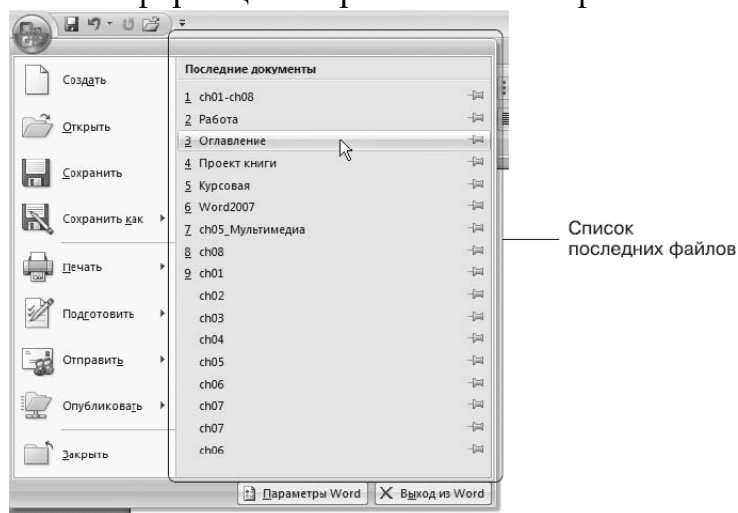 Создать
Открыть
Сохранить
Сохранить как
Печать
Подготовить
Отправить
Опубликовать
Закрыть
Последние документы
1 ch01-ch08
2 Работа
3 Оглавление
4 Проект книги
5 Курсовая
6 Word2007
7 ch05_Мультимедиа
8 ch08
9 ch01
ch02
ch03
ch04
ch05
ch06
ch07
ch07
ch06
Параметры Word
Выход из Word
Список
последних файлов